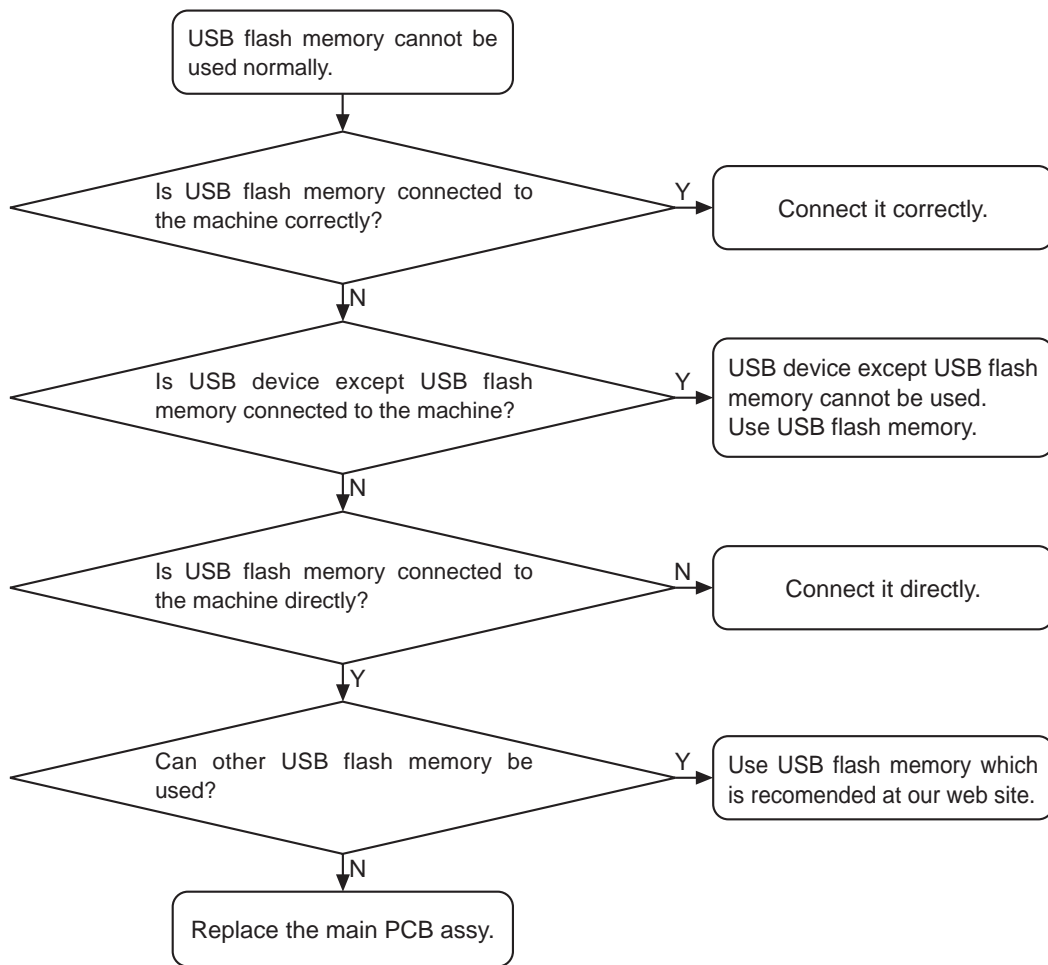 USB flash memory cannot be
used normally.
Is USB flash memory connected to
the machine correctly?
Y
Connect it correctly.
N
Is USB device except USB flash
memory connected to the machine?
Y
USB device except USB flash
memory cannot be used.
Use USB flash memory.
N
Is USB flash memory connected to
the machine directly?
N
Connect it directly.
Y
Can other USB flash memory be
used?
Y
Use USB flash memory which
is recomended at our web site.
N
Replace the main PCB assy.